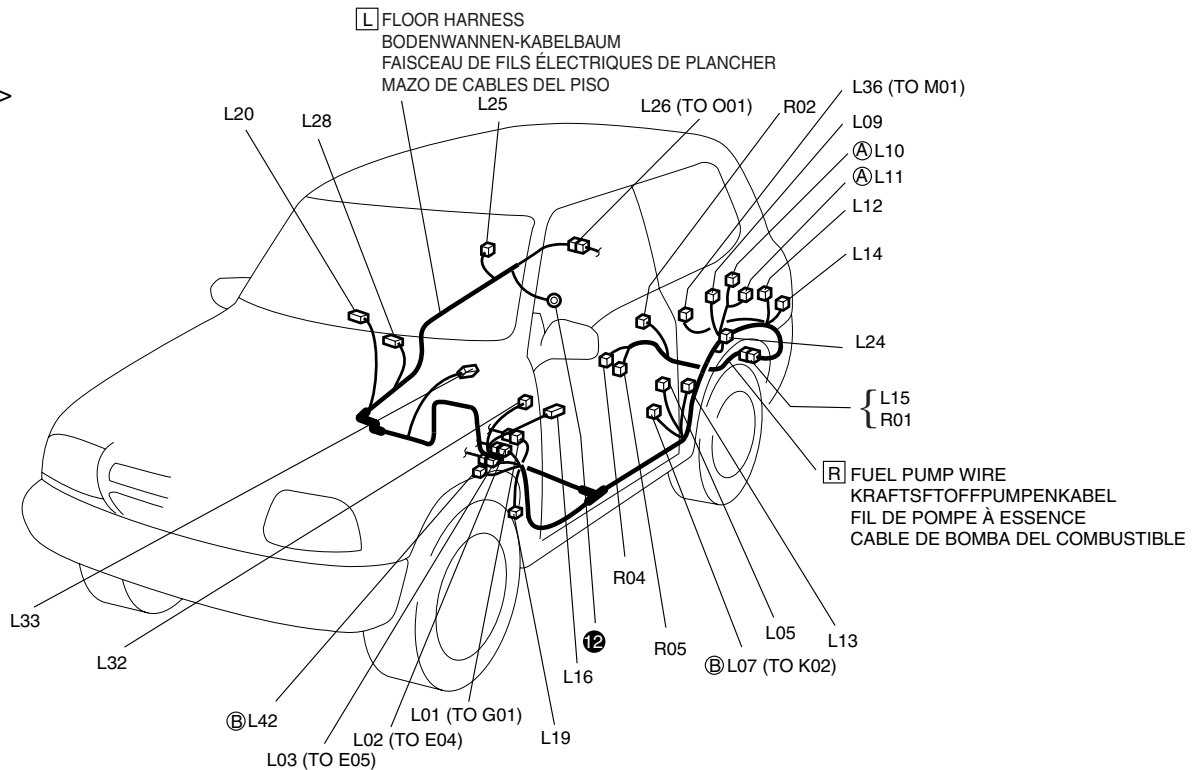 L FLOOR HARNESS
BODENWANNEN-KABELBAUM
FAISCEAU DE FILS ÉLECTRIQUES DE PLANCHER
MAZO DE CABLES DEL PISO
>
L20
L28
L25
L26 (TO O01)
R02
L36 (TO M01)
L09
Ⓐ L10
Ⓐ L11
L12
L14
L24
{ L15
R01
R FUEL PUMP WIRE
KRAFTSFTOFFPUMPENKABEL
FIL DE POMPE À ESSENCE
CABLE DE BOMBA DEL COMBUSTIBLE
L33
L32
Ⓑ L42
L03 (TO E05)
L02 (TO E04)
L01 (TO G01)
L19
L16
12
R04
R05
Ⓑ L07 (TO K02)
L05
L13